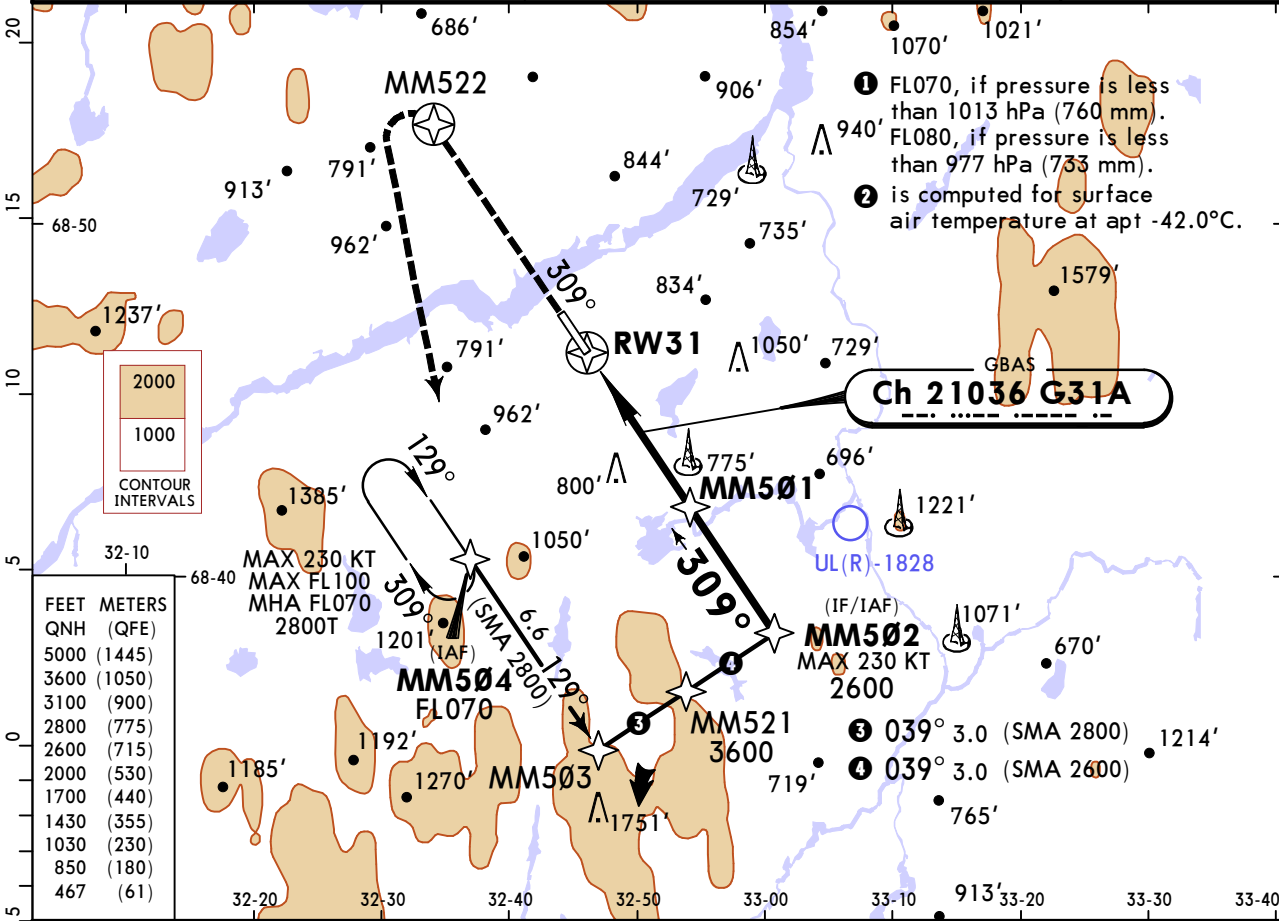 20
686'
854'
1070'
1021'
MM522
906'
1 FL070, if pressure is less
than 1013 hPa (760 mm).
FL080, if pressure is less
than 977 hPa (733 mm).
2 is computed for surface
air temperature at apt -42.0°C.
791'
844'
940'
913'
729'
15
68-50
962'
735'
309°
834'
1579'
1237'
791'
RW31
1050'
729'
GBAS
Ch 21036 G31A
2000
1000
CONTOUR
INTERVALS
10
962'
129°
800'
775'
696'
MM5Ø1
1385'
1221'
1050'
UL(R)-1828
32-10
5
68-40
MAX 230 KT
MAX FL100
MHA FL070
2800T
309°
309°
6.6
(SMA 2800)
129°
1201'
(IAF)
MM5Ø4
FL070
(IF/IAF)
MM5Ø2
MAX 230 KT
2600
1071'
670'
4
MM521
3600
3
3 039° 3.0 (SMA 2800)
4 039° 3.0 (SMA 2600)
1214'
0
1192'
1185'
1270'
MM5Ø3
719'
765'
1751'
FEET METERS
QNH (QFE)
5000 (1445)
3600 (1050)
3100 (900)
2800 (775)
2600 (715)
2000 (530)
1700 (440)
1430 (355)
1030 (230)
850 (180)
467 (61)
5
32-20
32-30
32-40
32-50
33-00
33-10
913'
33-20
33-30
33-40